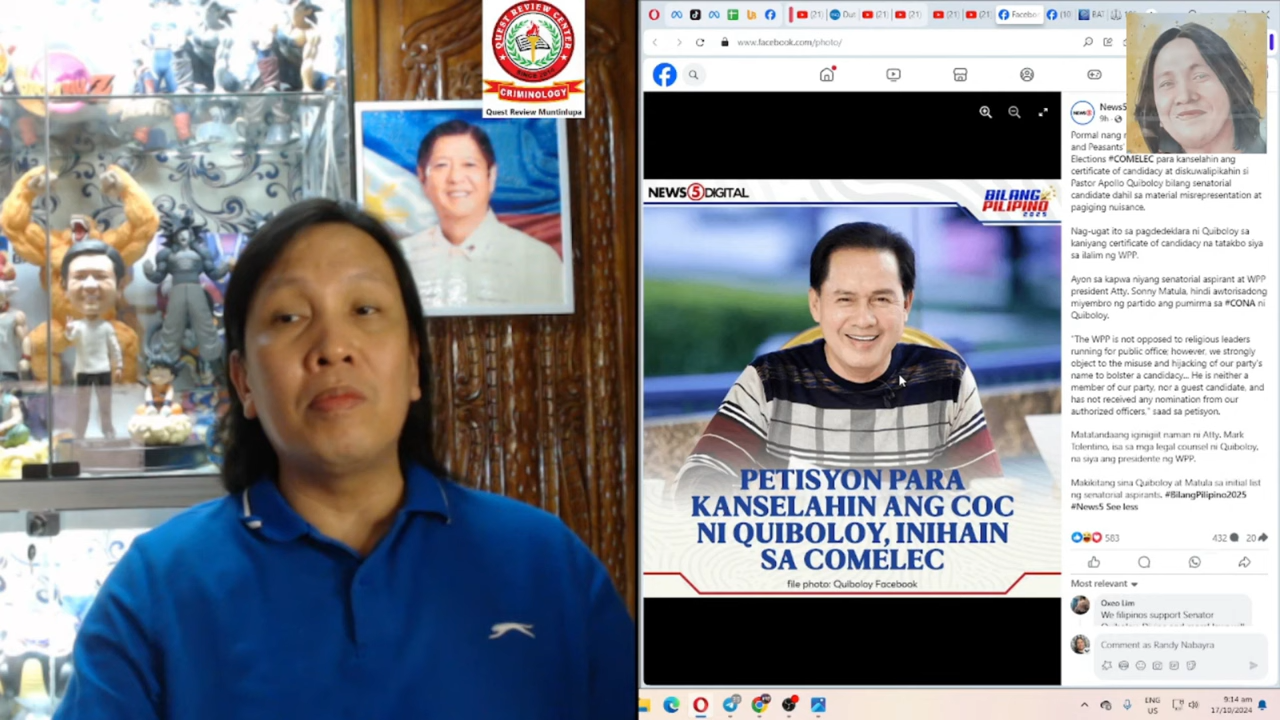 QUEST REVIEW CENTER
SINCE
CRIMINOLOGY
Quest Review Muntinlupa
www.facebook.com/photo/
Facebo
NEWS5 DIGITAL
BILANG
PILIPINO
2025
PETISYON PARA
KANSELAHIN ANG COC
NI QUIBOLOY, INIHAIN
SA COMELEC
file photo: Quiboloy Facebook
News5
9h
Pormal nang
and Peasants'
Elections #COMELEC para kanselahin ang
certificate of candidacy at diskuwalipikahin si
Pastor Apollo Quiboloy bilang senatorial
candidate dahil sa material misrepresentation at
pagiging nuisance.
Nag-ugat ito sa pagdedeklara ni Quiboloy sa
kaniyang certificate of candidacy na tatakbo siya
sa ilalim ng WPP.
Ayon sa kapwa niyang senatorial aspirant at WPP
president Atty. Sonny Matula, hindi awtorisadong
miyembro ng partido ang pumirma sa #CONA ni
Quiboloy.
"The WPP is not opposed to religious leaders
running for public office; however, we strongly
object to the misuse and hijacking of our party's
name to bolster a candidacy... He is neither a
member of our party, nor a guest candidate, and
has not received any nomination from our
authorized officers," saad sa petisyon.
Matatandaang iginigiit naman ni Atty. Mark
Tolentino, isa sa mga legal counsel ni Quiboloy,
na siya ang presidente ng WPP.
Makikitang sina Quiboloy at Matula sa initial list
ng senatorial aspirants. #BilangPilipino2025
#News5 See less
583
432
20
Most relevant
Oxeo Lim
We filipinos support Senator
Comment as Randy Nabayra
ENG
US
9:14 am
17/10/2024